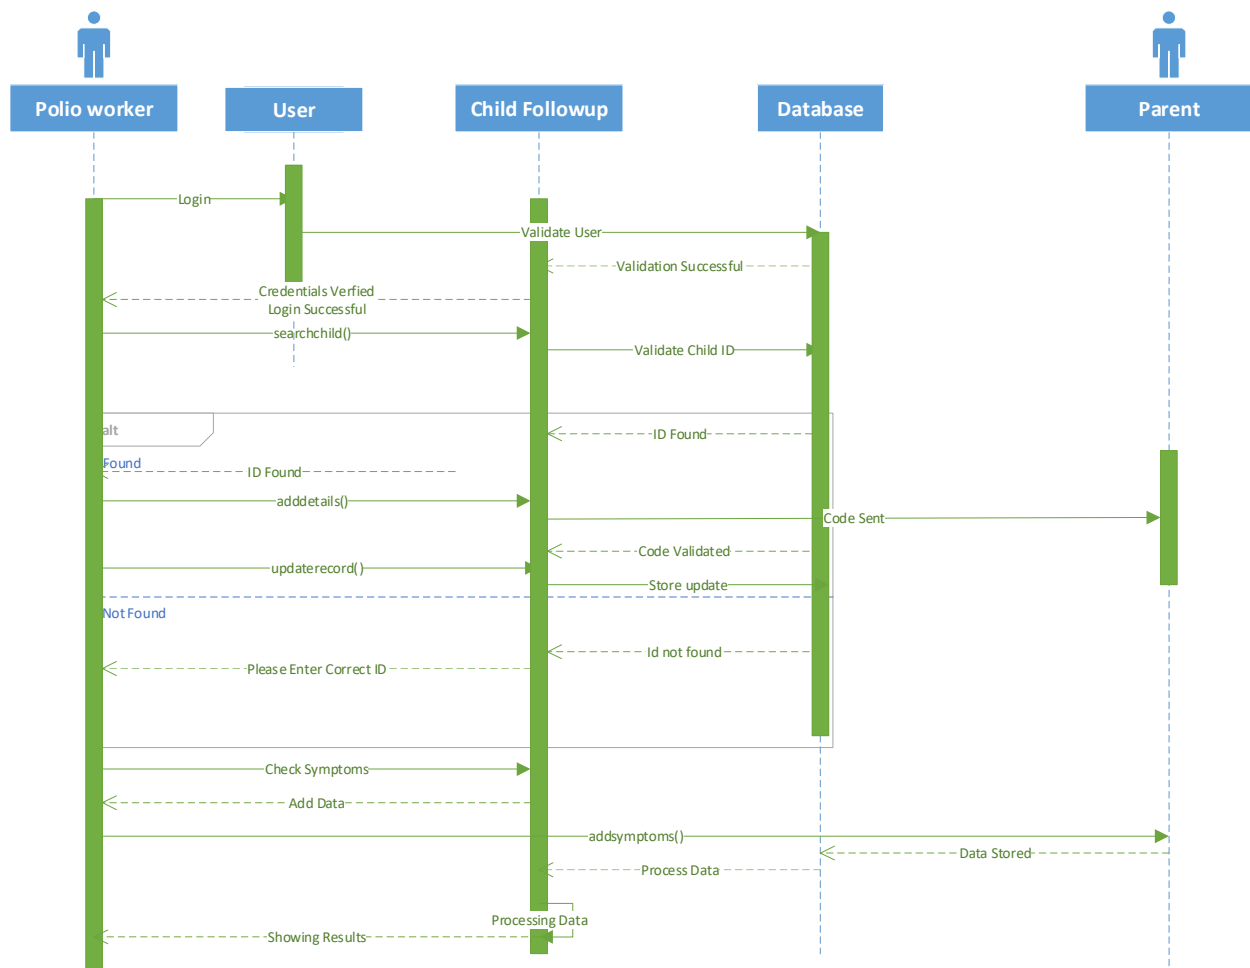 Polio worker
User
Child Followup
Database
Parent
Login
Validate User
Validation Successful
Credentials Verfied
Login Successful
searchchild()
Validate Child ID
alt
ID Found
Found
ID Found
adddetails()
Code Sent
Code Validated
updaterecord()
Store update
Not Found
Id not found
Please Enter Correct ID
Check Symptoms
Add Data
addsymptoms()
Data Stored
Process Data
Processing Data
Showing Results